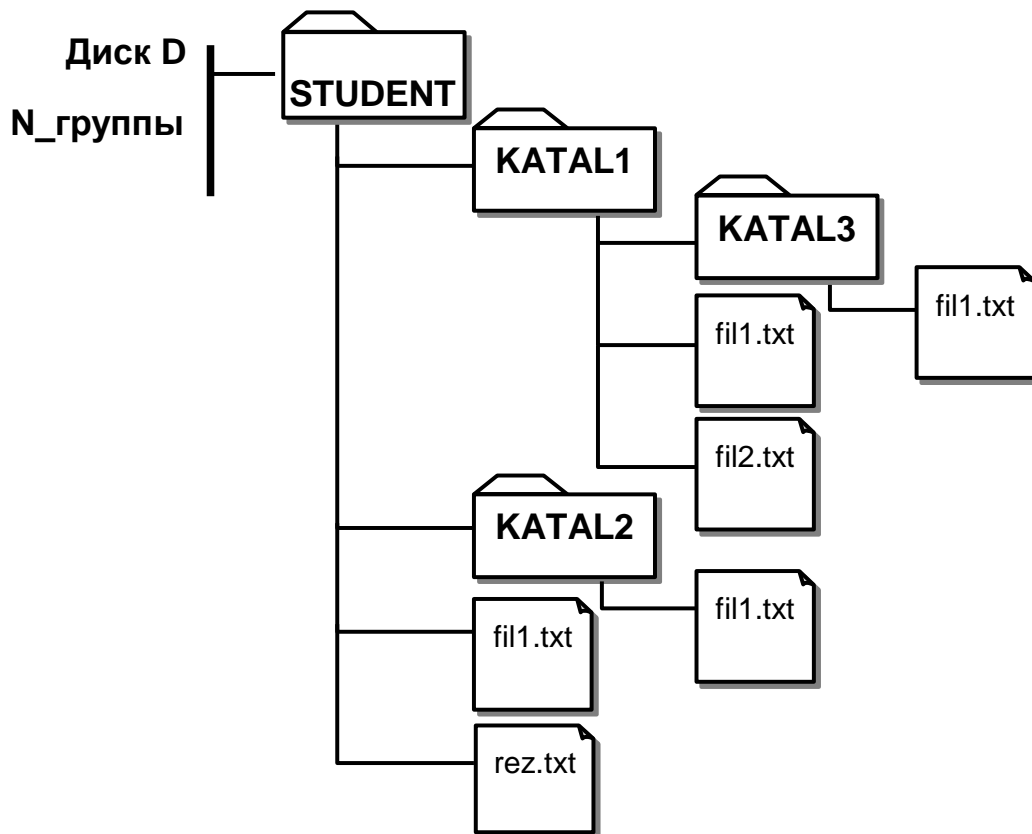 Диск D
N_группы
STUDENT
KATAL1
KATAL3
fil1.txt
fil1.txt
fil2.txt
KATAL2
fil1.txt
fil1.txt
rez.txt